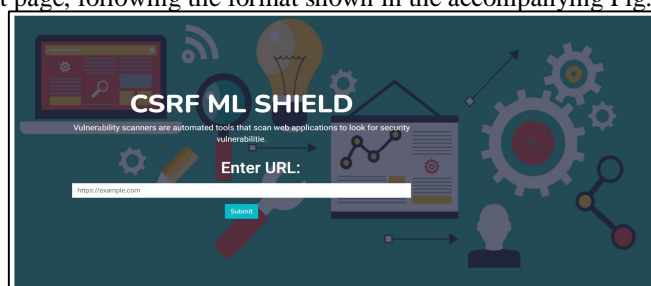 t page, following the format shown in the accompanying Fig.
CSRF ML SHIELD
Vulnerability scanners are automated tools that scan web applications to look for security
vulnerabilitie.
Enter URL:
https://example.com
Submit